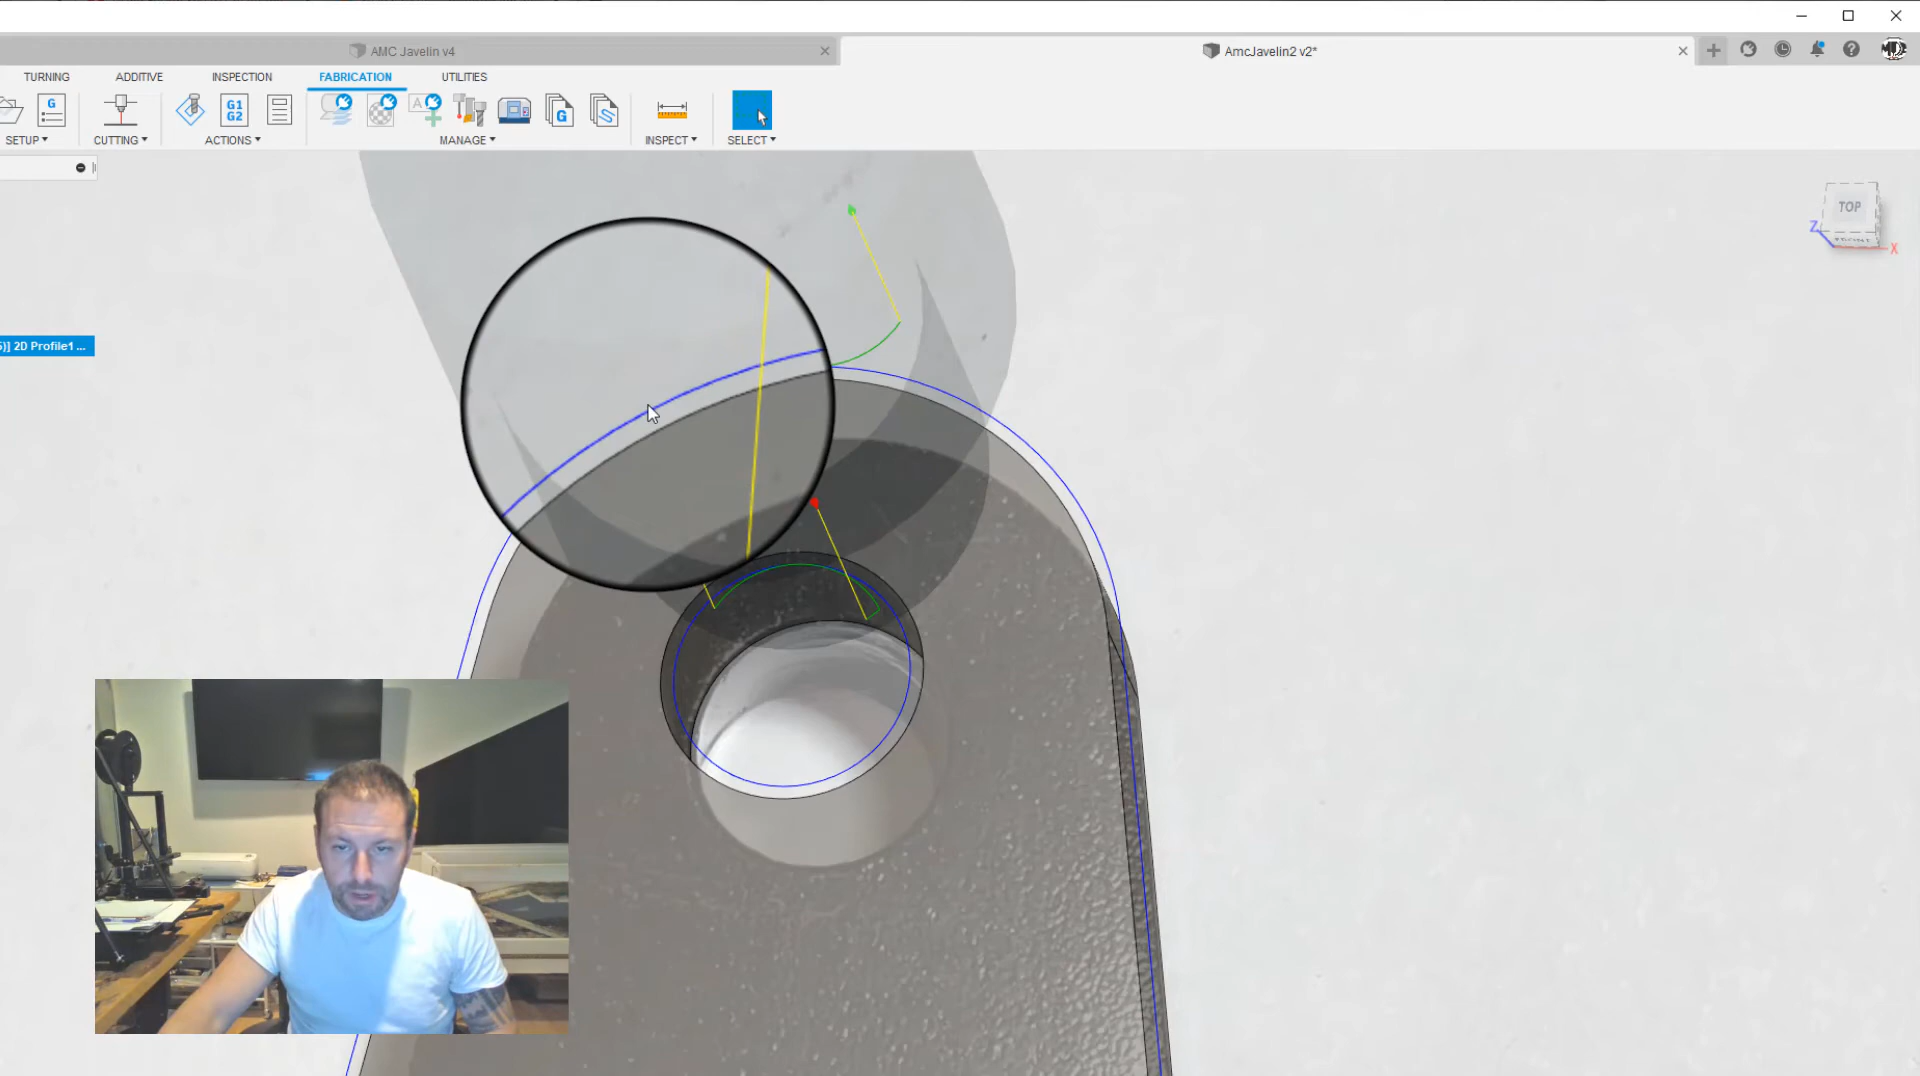 AMC Javelin v4
AmcJavelin2 v2*
TURNING
ADDITIVE
INSPECTION
FABRICATION
UTILITIES
G
G1
G2
A
G
S
SETUP
CUTTING
ACTIONS
MANAGE
INSPECT
SELECT
TOP
FRONT
Z
X
)] 2D Profile1 ...